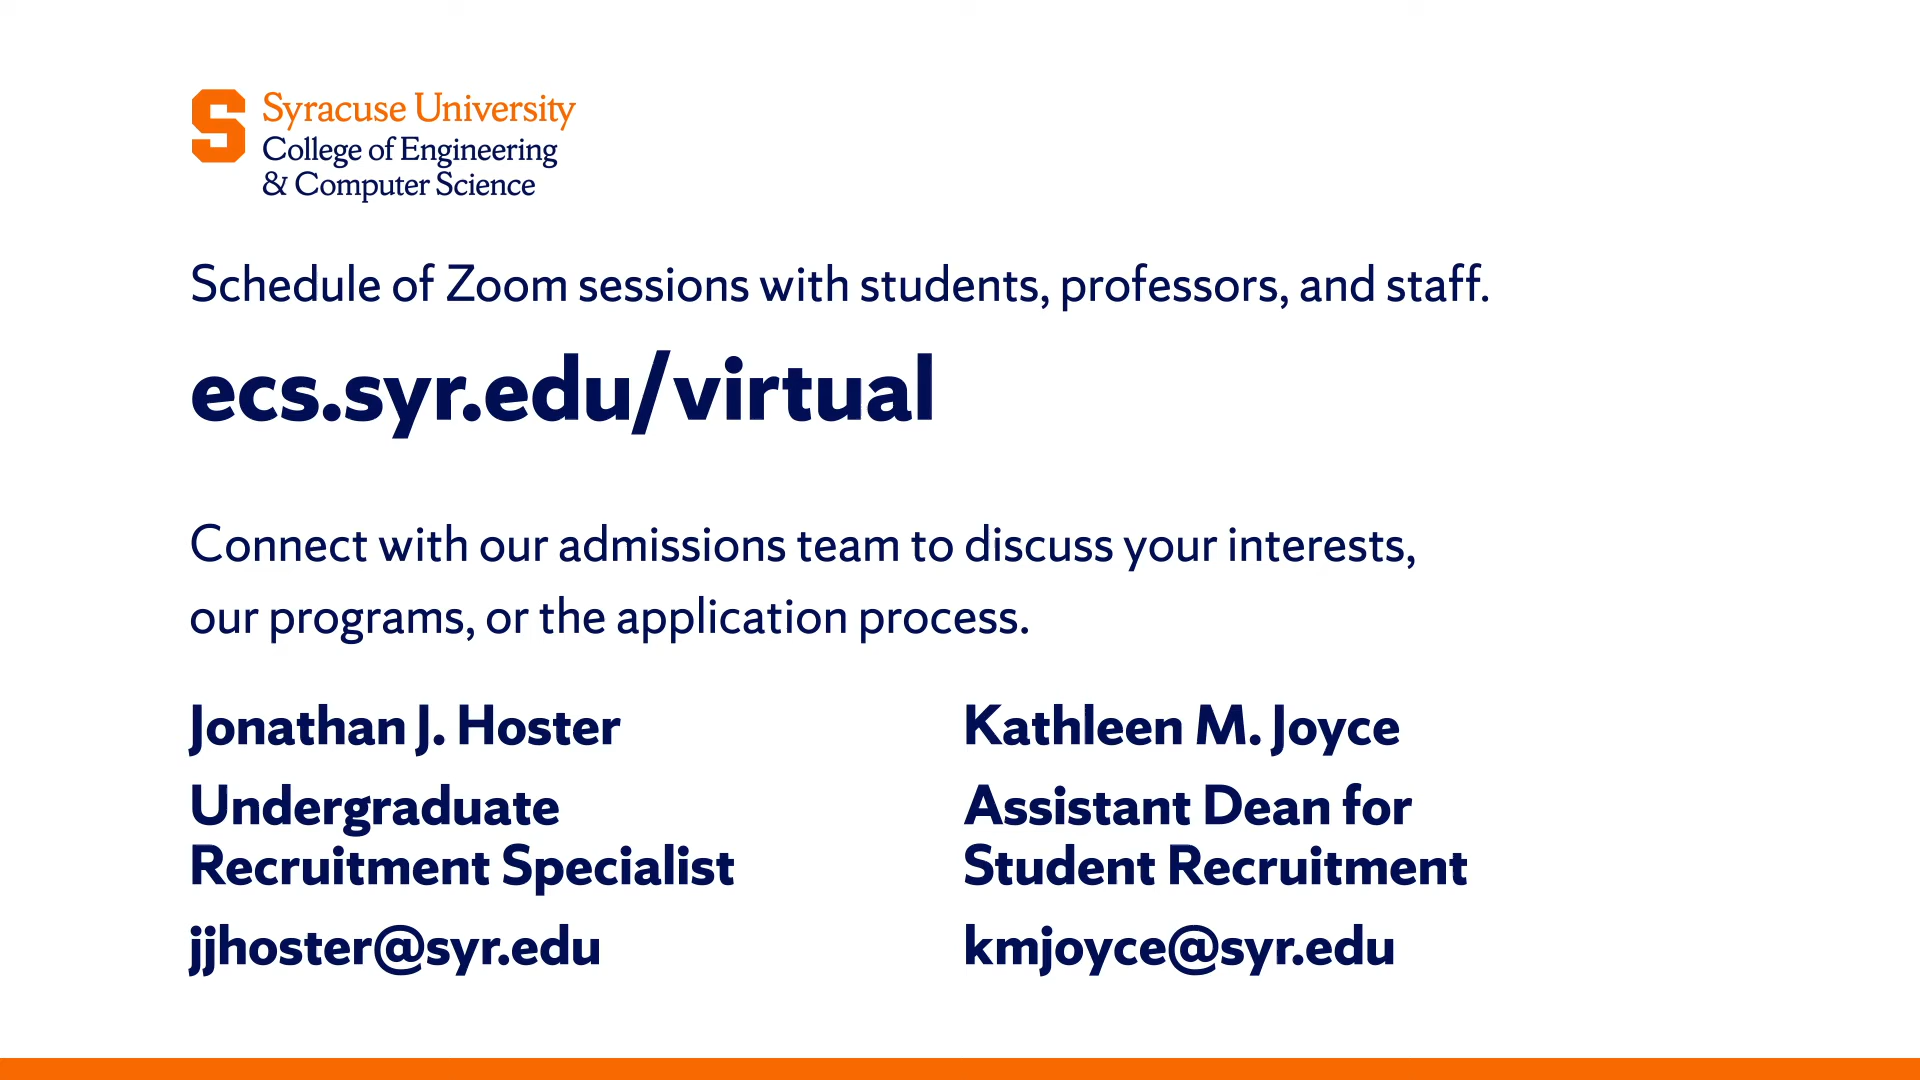 S
Syracuse University
College of Engineering
& Computer Science
Schedule of Zoom sessions with students, professors, and staff.
ecs.syr.edu/virtual
Connect with our admissions team to discuss your interests,
our programs, or the application process.
Jonathan J. Hoster
Undergraduate
Recruitment Specialist
jjhoster@syr.edu
Kathleen M. Joyce
Assistant Dean for
Student Recruitment
kmjoyce@syr.edu